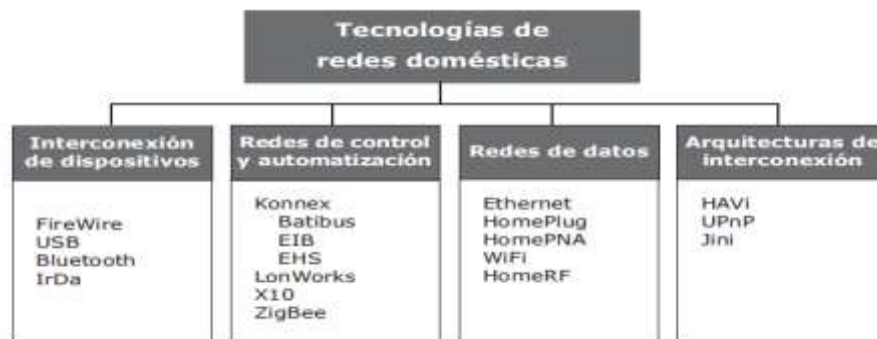 Tecnologías de
redes domésticas
Interconexión
de dispositivos
FireWire
USB
Bluetooth
IrDa
Redes de control
y automatización
Konnex
Batibus
EIB
EHS
LonWorks
X10
ZigBee
Redes de datos
Ethernet
HomePlug
HomePNA
WiFi
HomeRF
Arquitecturas de
interconexión
HAVi
UPnP
Jini